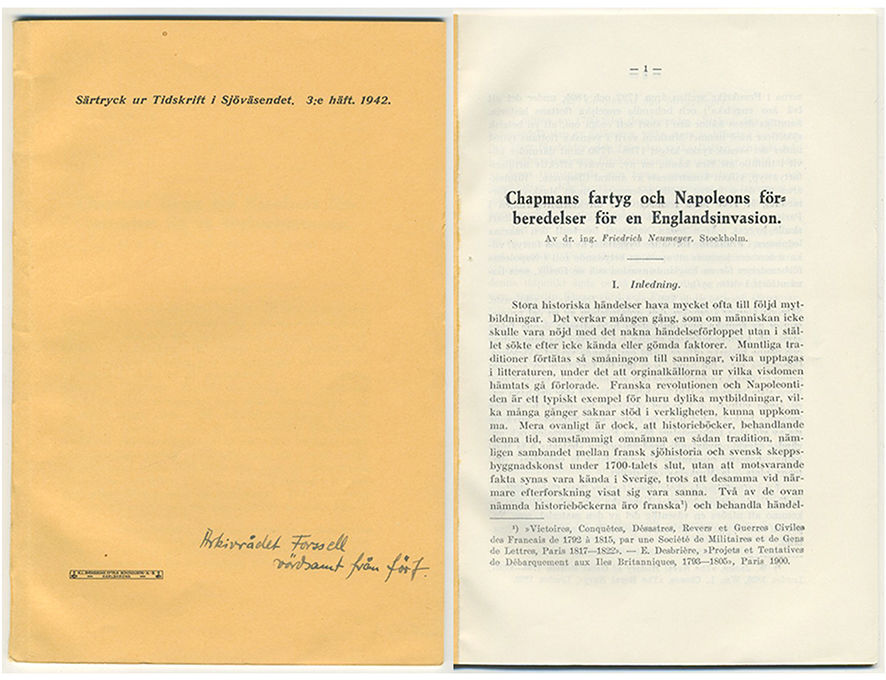 Särtryck ur Tidskrift i Sjöväsendet. 3:e häft. 1942.
Arkivrådet Forssell
vördsamt från förf.
KARLSKRONA
— 1 —
Chapmans fartyg och Napoleons för-
beredelser för en Englandsinvasion.
Av dr. ing. Friedrich Neumeyer, Stockholm.
I. Inledning.
Stora historiska händelser hava mycket ofta till följd myt-
bildningar. Det verkar mången gång, som om människan icke
skulle vara nöjd med det nakna händelseförloppet utan i stäl-
let sökte efter icke kända eller gömda faktorer. Muntliga tra-
ditioner förtätas så småningom till sanningar, vilka upptagas
i litteraturen, under det att orginalkällorna ur vilka visdomen
hämtats gå förlorade. Franska revolutionen och Napoleonti-
den är ett typiskt exempel för huru dylika mytbildningar, vil-
ka många gånger saknar stöd i verkligheten, kunna uppkom-
ma. Mera ovanligt är dock, att historieböcker, behandlande
denna tid, samstämmigt omnämna en sådan tradition, näm-
ligen sambandet mellan fransk sjöhistoria och svensk skepps-
byggnadskonst under 1700-talets slut, utan att motsvarande
fakta synas vara kända i Sverige, trots att desamma vid när-
mare efterforskning visat sig vara sanna. Två av de ovan
nämnda historieböckerna äro franska¹) och behandla händel-
¹) »Victoires, Conquêtes, Désastres, Revers et Guerres Civiles
des Francais de 1792 à 1815, par une Société de Militaires et de Gens
de Lettres, Paris 1817—1822». — E. Desbrière, »Projets et Tentatives
de Débarquement aux Iles Britanniques, 1793—1805», Paris 1900.